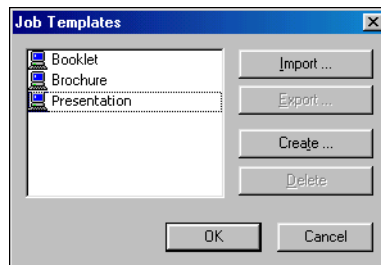 Job Templates
Booklet
Brochure
Presentation
Import ...
Export ...
Create ...
Delete
OK
Cancel